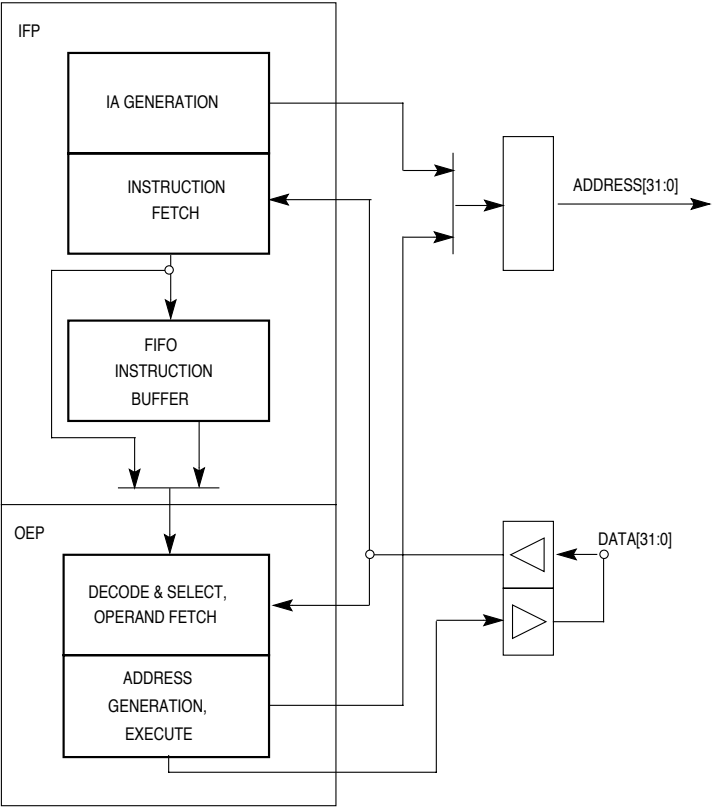 IFP
IA GENERATION
INSTRUCTION
FETCH
ADDRESS[31:0]
FIFO
INSTRUCTION
BUFFER
OEP
DATA[31:0]
DECODE & SELECT,
OPERAND FETCH
ADDRESS
GENERATION,
EXECUTE